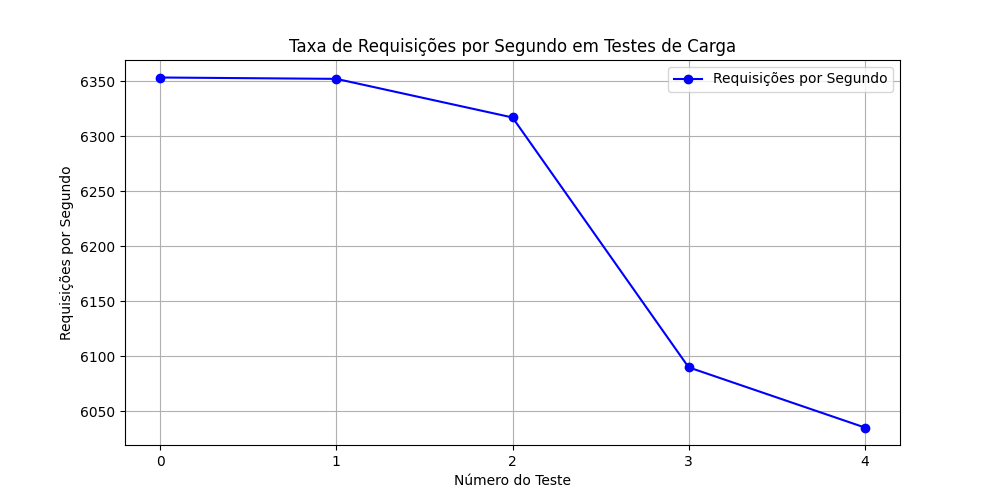 Taxa de Requisições por Segundo em Testes de Carga
Requisições por Segundo
6350
6300
6250
6200
6150
6100
6050
Requisições por Segundo
0 1 2 3 4
Número do Teste